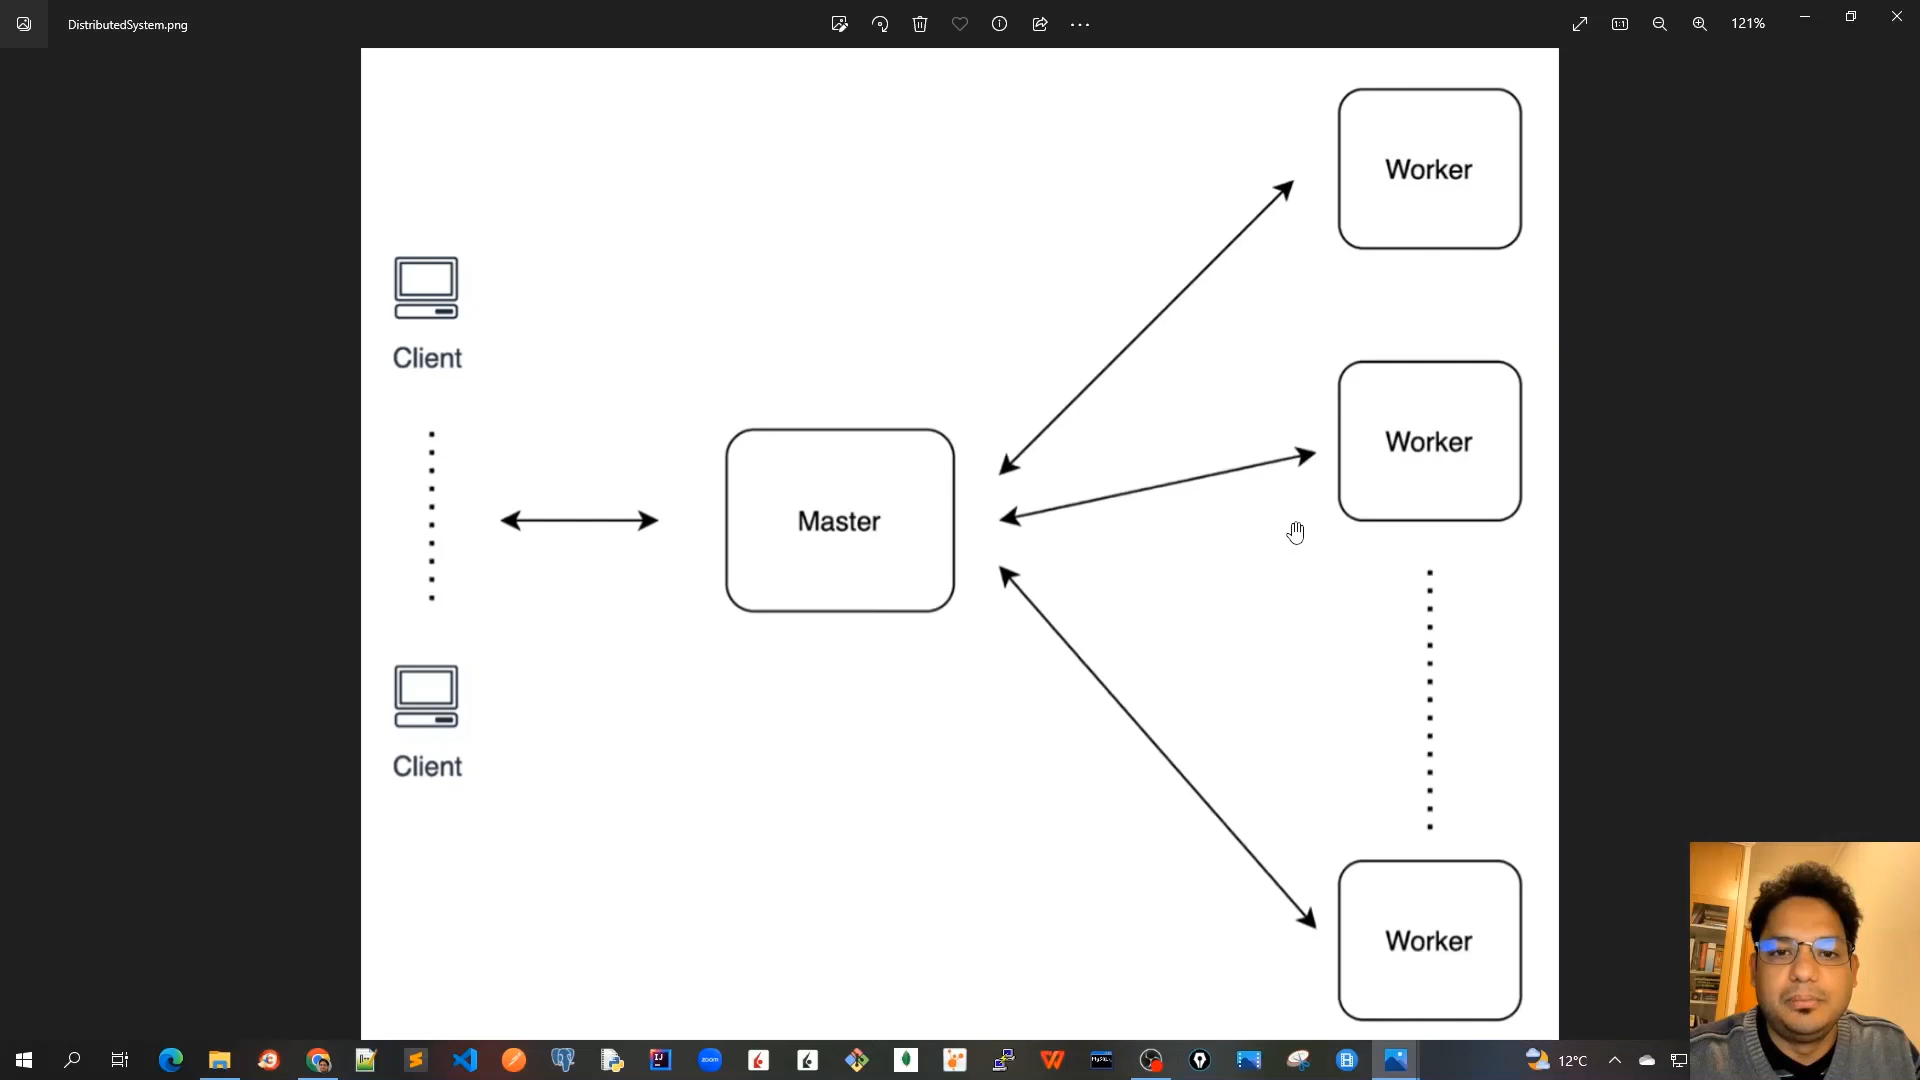 DistributedSystem.png
121%
Worker
Client
Worker
Master
Client
Worker
12°C